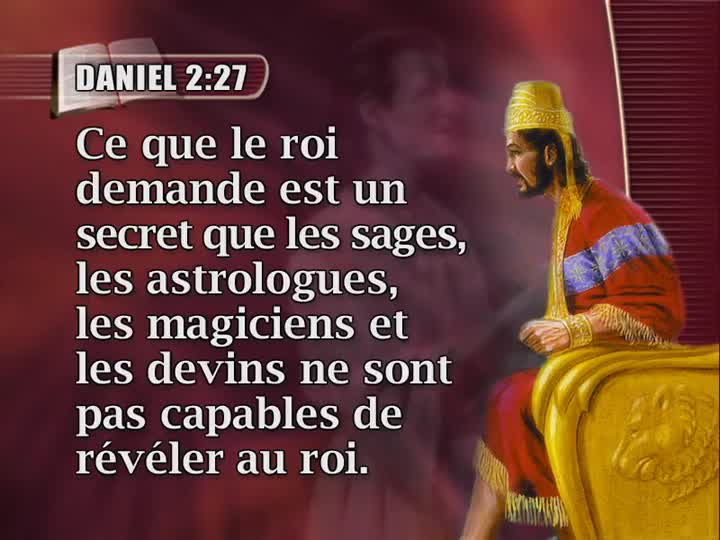 DANIEL 2:27
Ce que le roi
demande est un
secret que les sages,
les astrologues,
les magiciens et
les devins ne sont
pas capables de
révéler au roi.